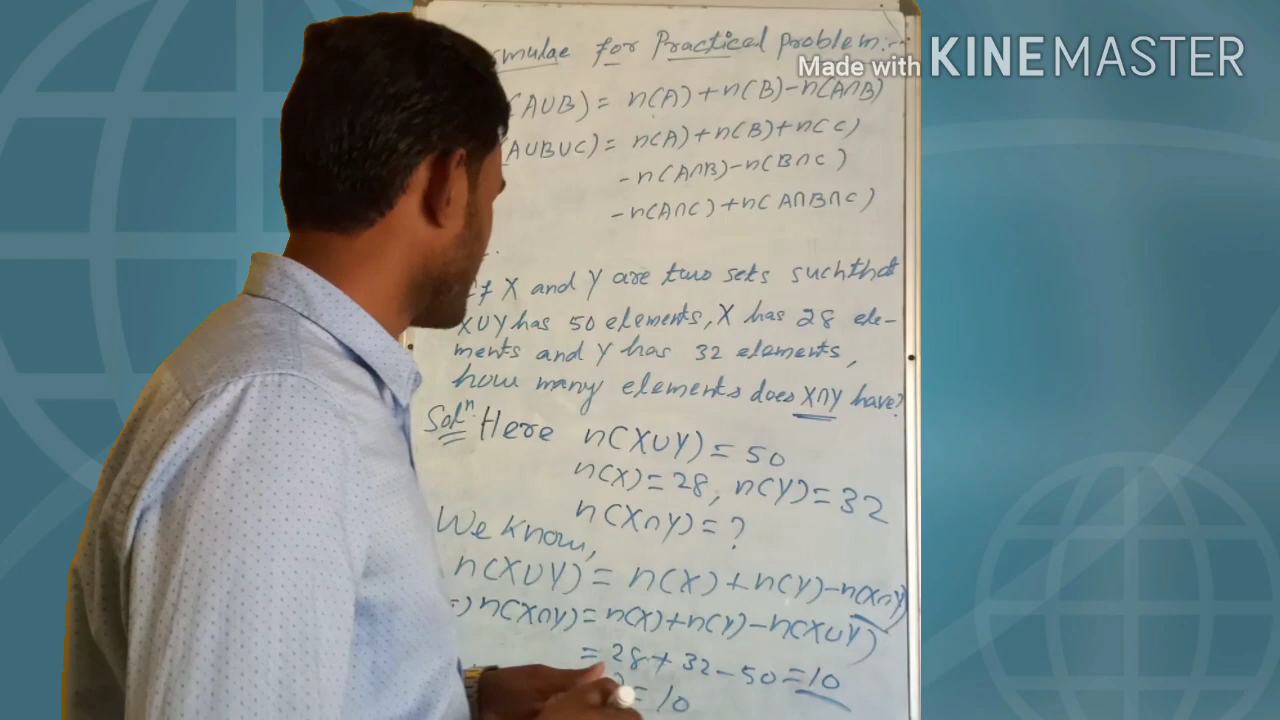 for Practical Problem:-
Made with KINEMASTER
(AUB) = n(A) + n(B) - n(A∩B)
(AUBUC) = n(A) + n(B) + n(C)
- n(A∩B) - n(B∩C)
- n(A∩C) + n(A∩B∩C)
If X and Y are two sets such that
XUY has 50 elements, X has 28 ele-
ments and Y has 32 elements,
how many elements does X∩Y have?
Solⁿ: Here n(XUY) = 50
n(X) = 28, n(Y) = 32
n(X∩Y) = ?
We know,
n(XUY) = n(X) + n(Y) - n(X∩Y)
=) n(X∩Y) = n(X) + n(Y) - n(XUY)
= 28 + 32 - 50 = 10
= 10